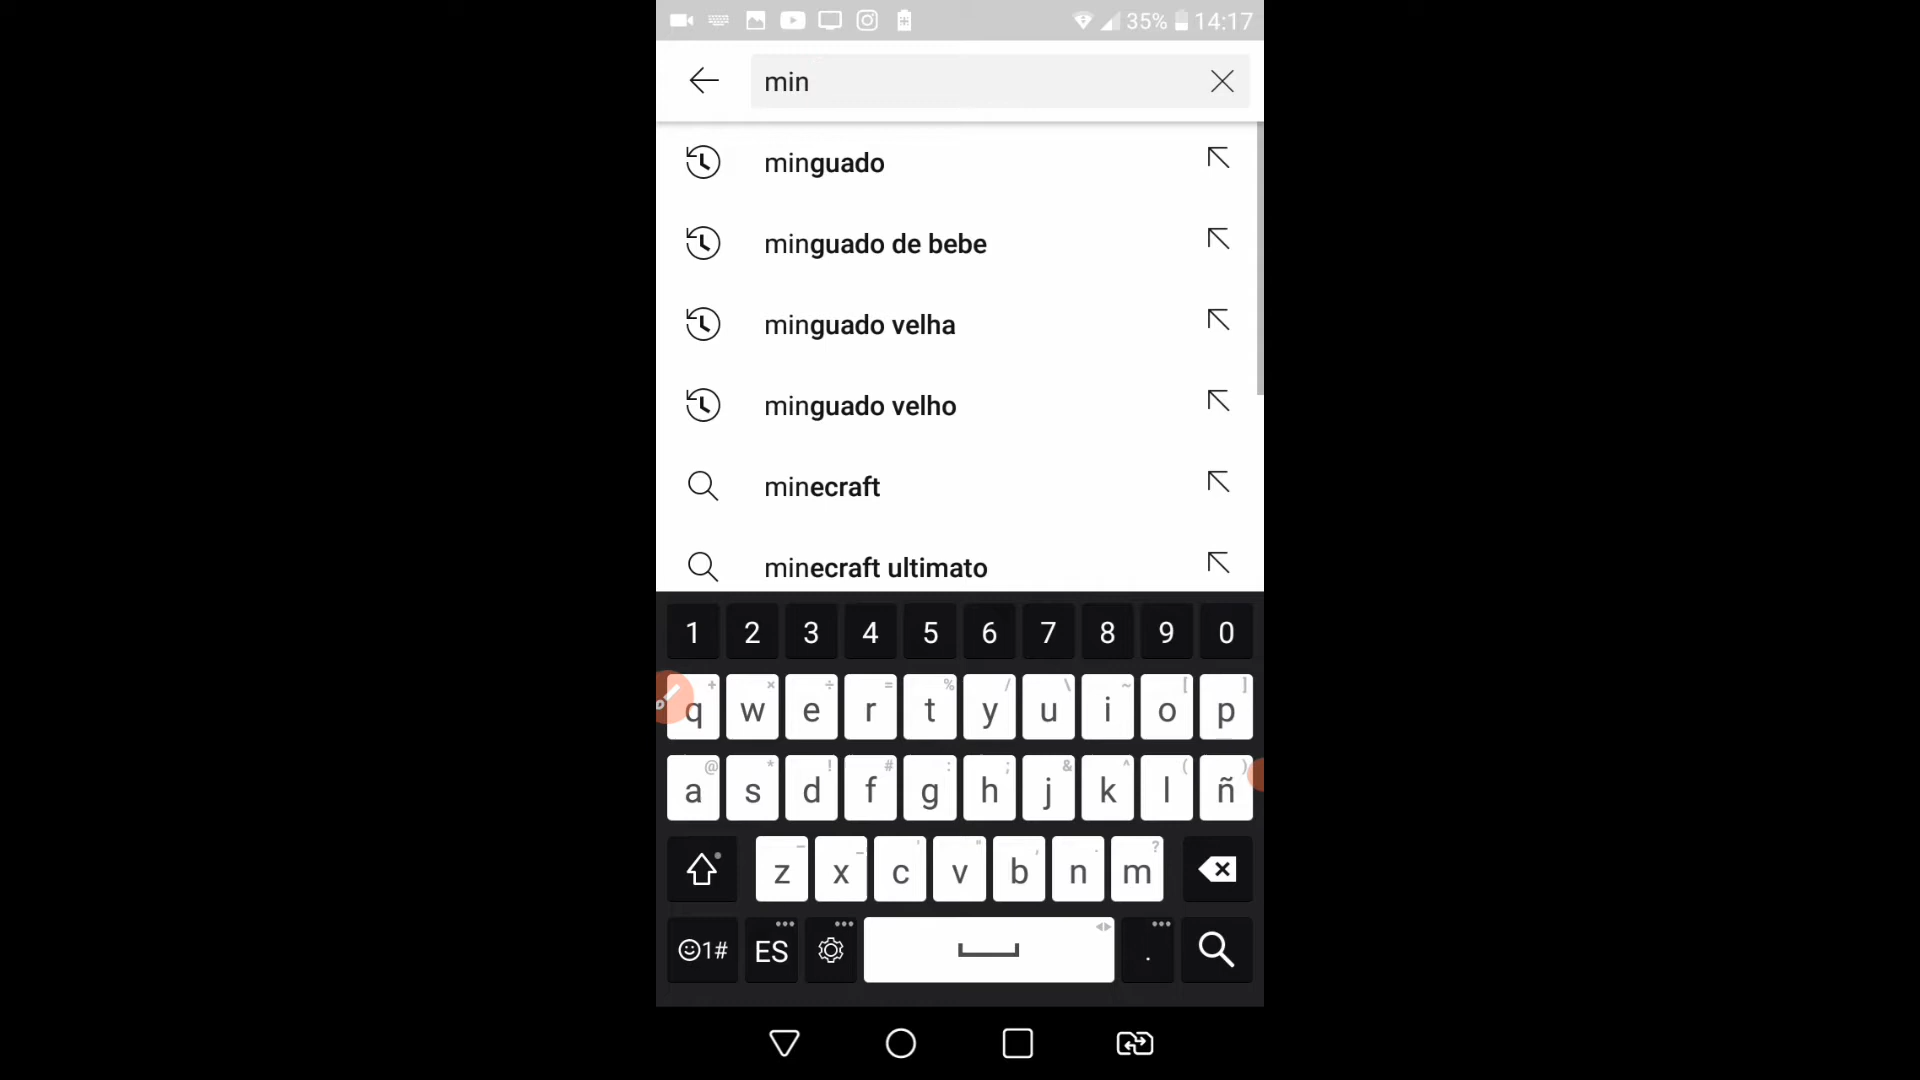 35% 14:17
min
minguado
minguado de bebe
minguado velha
minguado velho
minecraft
minecraft ultimato
1 2 3 4 5 6 7 8 9 0
+ × ÷ = % / \ ~ [ ]
q w e r t y u i o p
@ * ! # : ; & ^ ( )
a s d f g h j k l ñ
- _ ' " , . ?
z x c v b n m
1# ES .